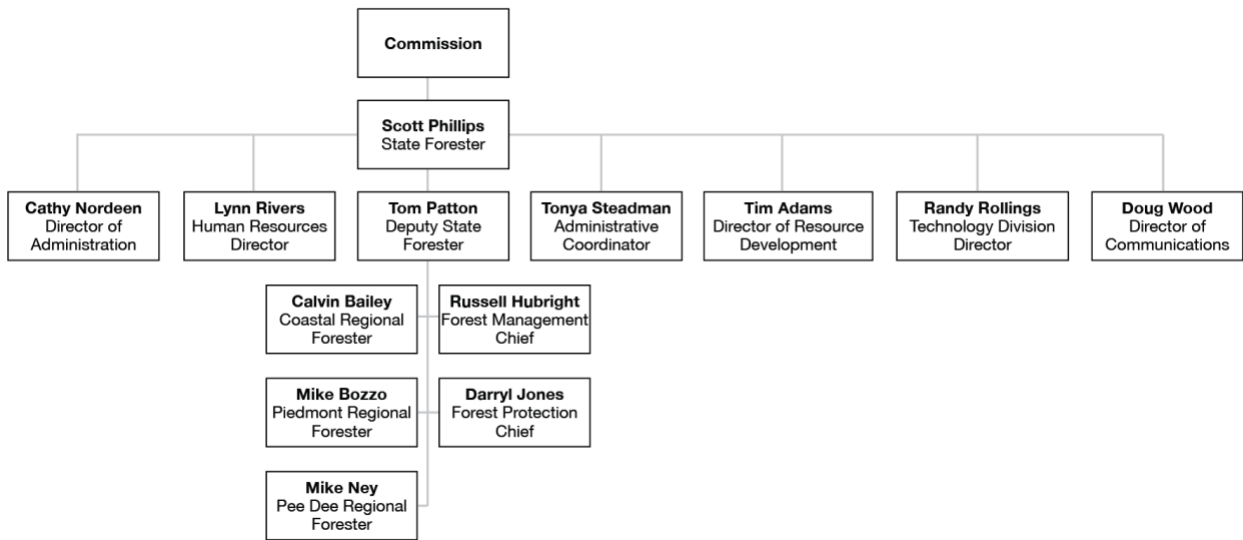 Commission
Scott Phillips
State Forester
Cathy Nordeen
Director of
Administration
Lynn Rivers
Human Resources
Director
Tom Patton
Deputy State
Forester
Tonya Steadman
Administrative
Coordinator
Tim Adams
Director of Resource
Development
Randy Rollings
Technology Division
Director
Doug Wood
Director of
Communications
Calvin Bailey
Coastal Regional
Forester
Russell Hubright
Forest Management
Chief
Mike Bozzo
Piedmont Regional
Forester
Darryl Jones
Forest Protection
Chief
Mike Ney
Pee Dee Regional
Forester